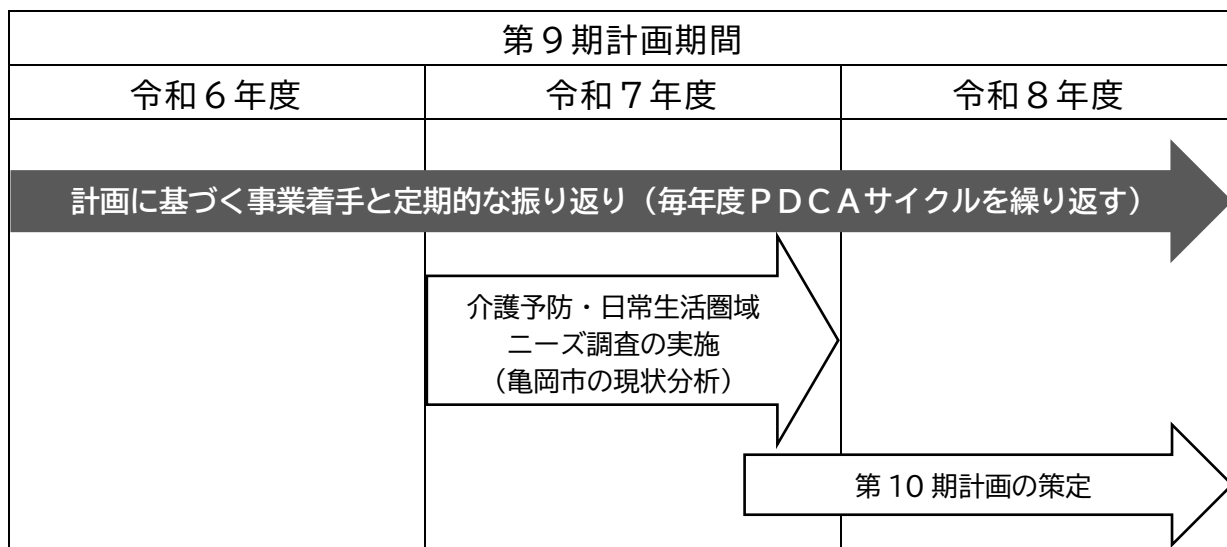 第９期計画期間
令和６年度
令和７年度
令和８年度
計画に基づく事業着手と定期的な振り返り（毎年度ＰＤＣＡサイクルを繰り返す）
介護予防・日常生活圏域
ニーズ調査の実施
（亀岡市の現状分析）
第 10 期計画の策定